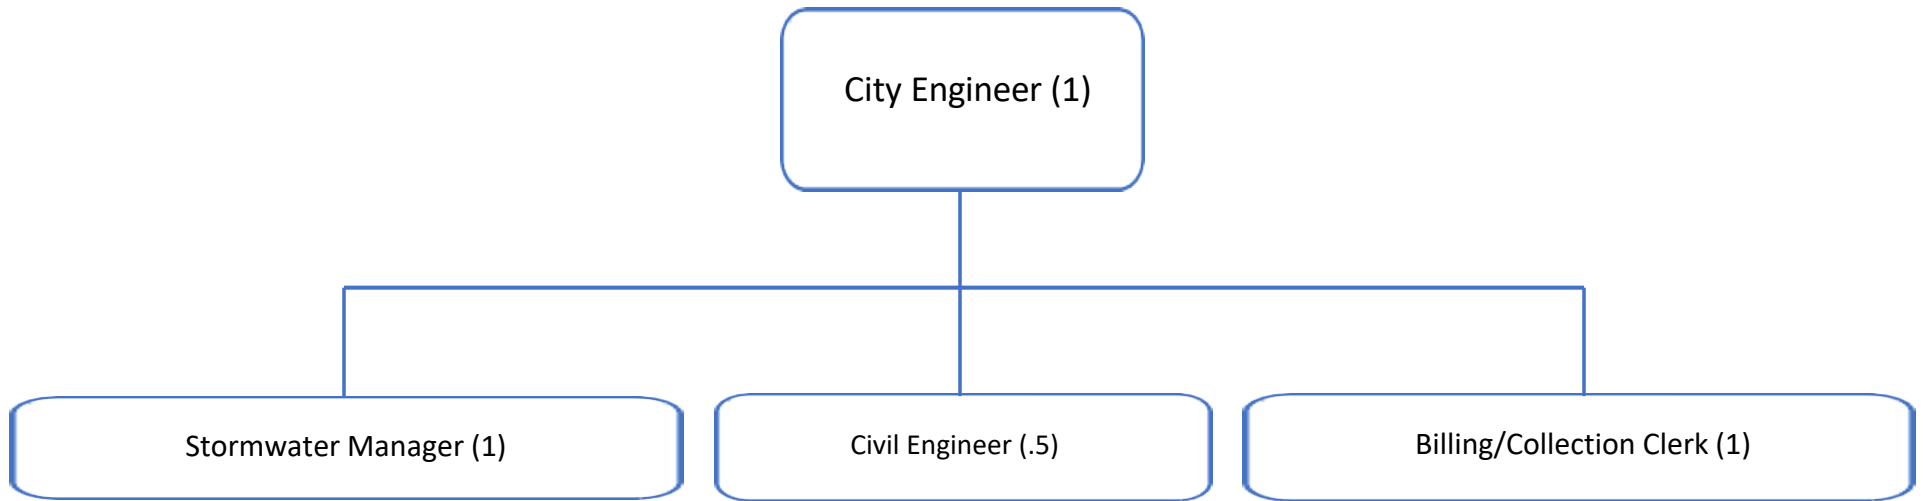 City Engineer (1)
Stormwater Manager (1)
Civil Engineer (.5)
Billing/Collection Clerk (1)